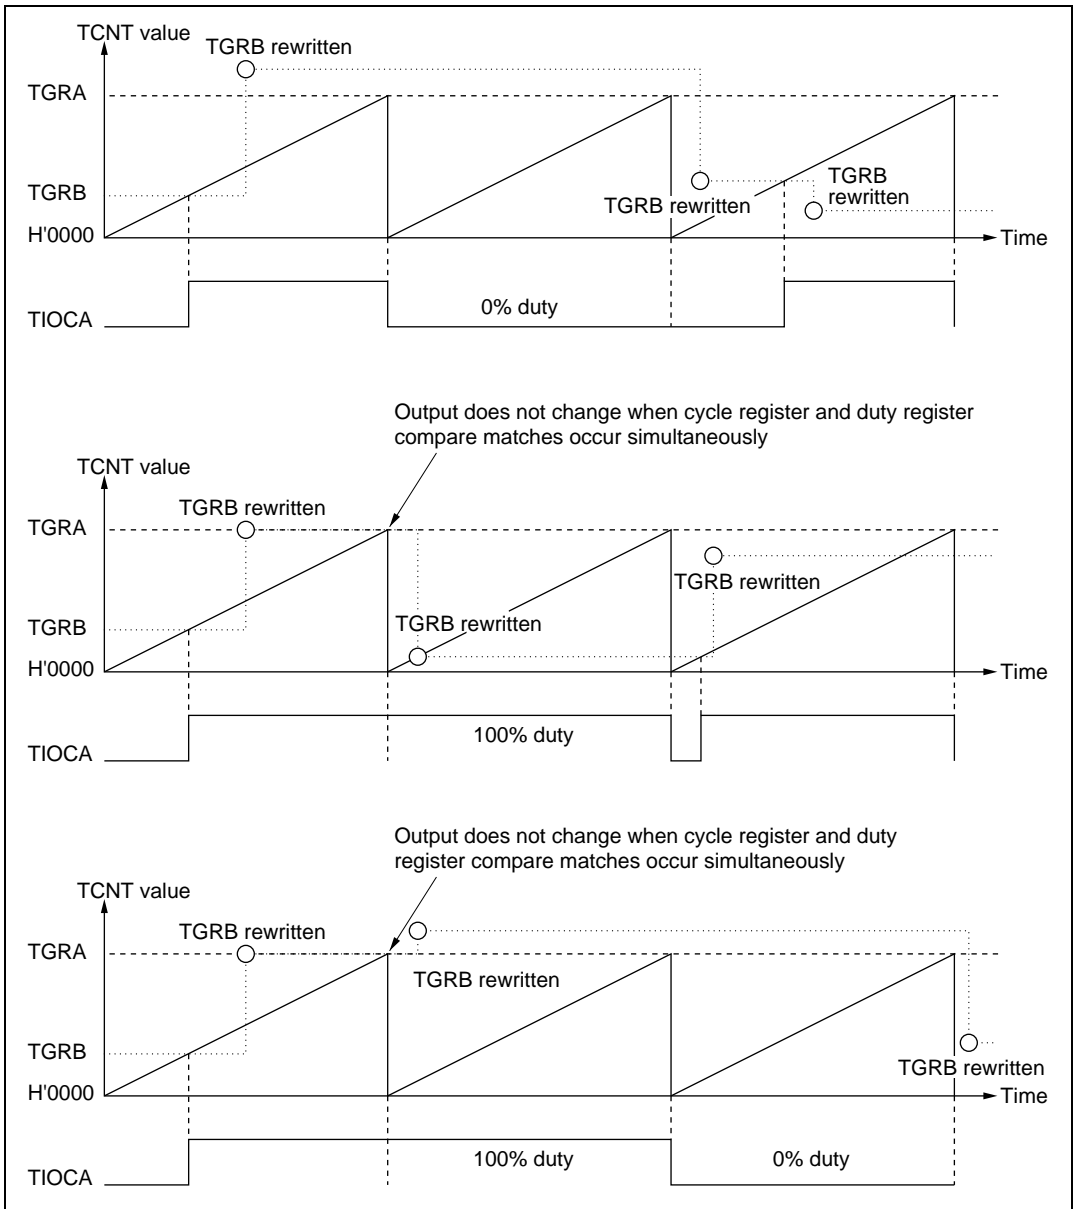 TCNT value
TGRB rewritten
TGRA
TGRB
TGRB rewritten
TGRB
rewritten
H'0000
Time
TIOCA
0% duty
Output does not change when cycle register and duty register
compare matches occur simultaneously
TCNT value
TGRB rewritten
TGRA
TGRB rewritten
TGRB
TGRB rewritten
H'0000
Time
100% duty
TIOCA
Output does not change when cycle register and duty
register compare matches occur simultaneously
TCNT value
TGRB rewritten
TGRA
TGRB rewritten
TGRB
TGRB rewritten
H'0000
Time
100% duty
0% duty
TIOCA